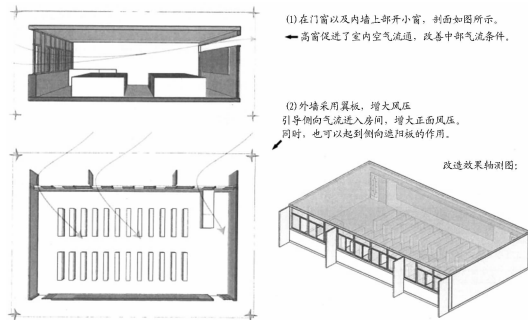 (1)在门窗以及内墙上部开小窗，剖面如图所示。
高窗促进了室内空气流通，改善中部气流条件。
(2)外墙采用翼板，增大风压
引导侧向气流进入房间，增大正面风压。
同时，也可以起到侧向遮阳板的作用。
改造效果轴测图: